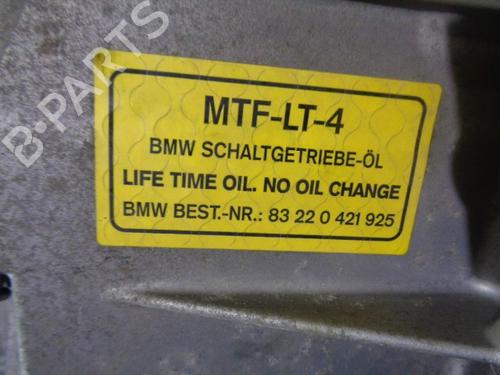 B-PARTS
MTF-LT-4
BMW SCHALTGETRIEBE-ÖL
LIFE TIME OIL. NO OIL CHANGE
BMW BEST.-NR.: 83 22 0 421 925